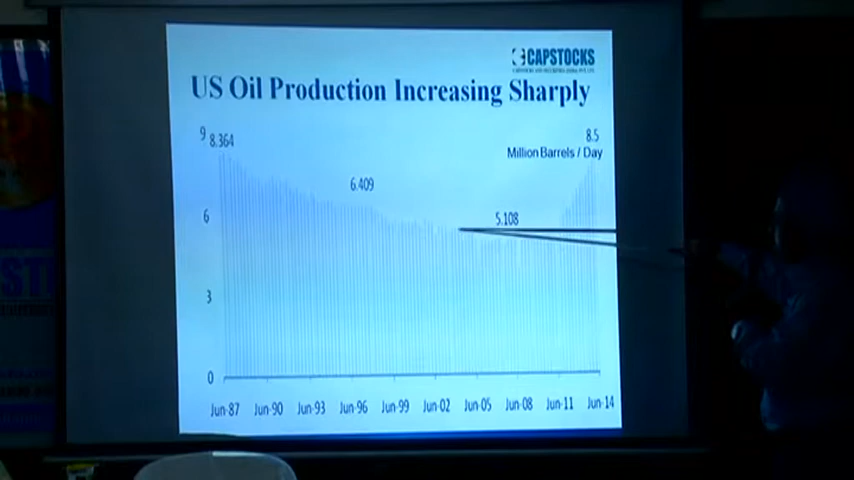 CAPSTOCKS
US Oil Production Increasing Sharply
9
8.364
8.5
Million Barrels / Day
6.409
6
5.108
3
0
Jun-87 Jun-90 Jun-93 Jun-96 Jun-99 Jun-02 Jun-05 Jun-08 Jun-11 Jun-14
ST